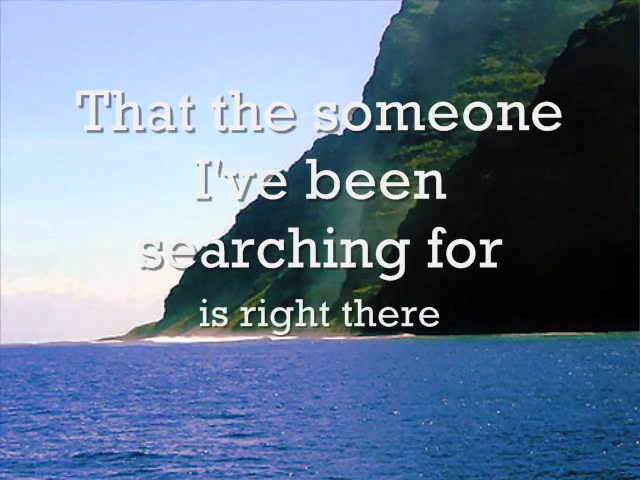 That the someone
I've been
searching for
is right there